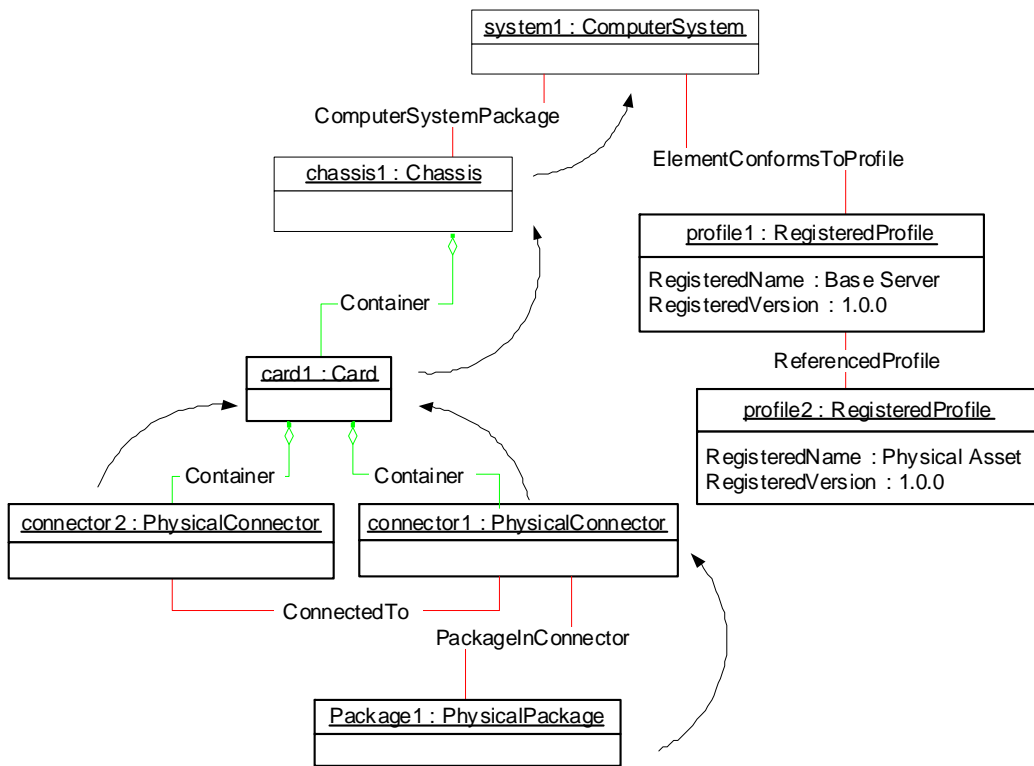 system1 : ComputerSystem
ComputerSystemPackage
ElementConformsToProfile
chassis1 : Chassis
profile1 : RegisteredProfile
RegisteredName : Base Server
RegisteredVersion : 1.0.0
Container
ReferencedProfile
card1 : Card
profile2 : RegisteredProfile
RegisteredName : Physical Asset
RegisteredVersion : 1.0.0
Container
Container
connector2 : PhysicalConnector
connector1 : PhysicalConnector
ConnectedTo
PackageInConnector
Package1 : PhysicalPackage